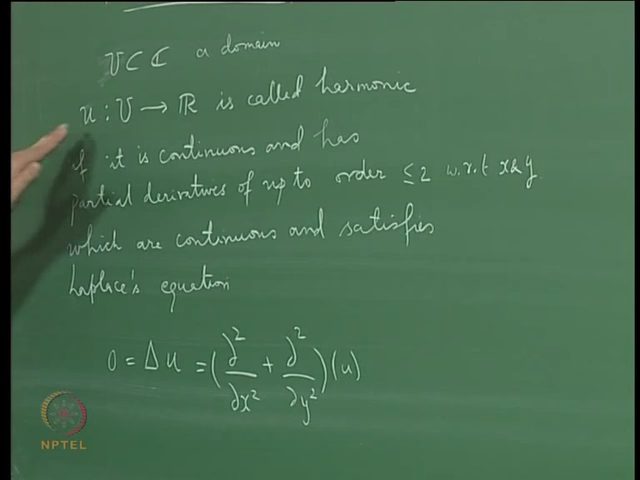 U ⊂ ℂ a domain
u : U → ℝ is called harmonic
if it is continuous and has
partial derivatives of up to order ≤ 2 w.r.t x & y
which are continuous and satisfies
Laplace's equation
0 = Δ u = (∂²/∂x² + ∂²/∂y²)(u)
NPTEL